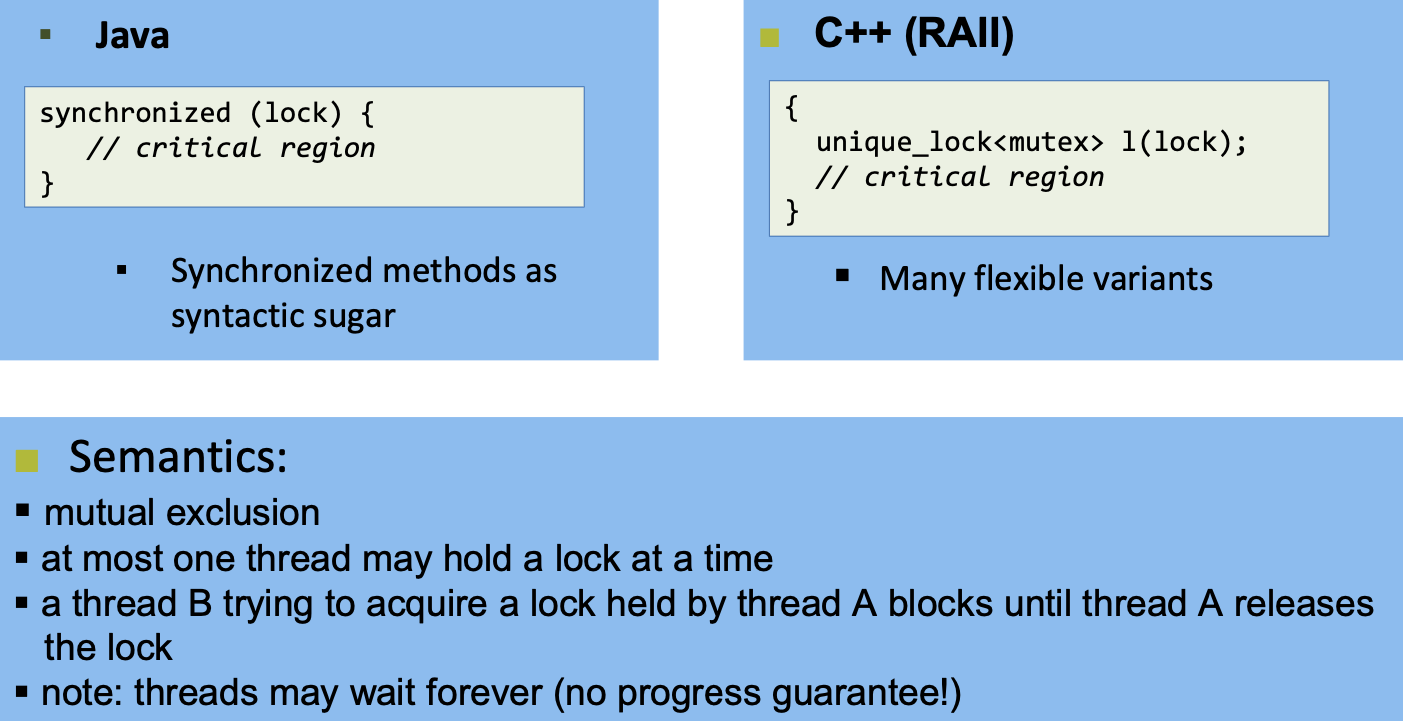 Java
synchronized (lock) {
// critical region
}
Synchronized methods as
syntactic sugar
C++ (RAII)
{
unique_lock<mutex> l(lock);
// critical region
}
Many flexible variants
Semantics:
mutual exclusion
at most one thread may hold a lock at a time
a thread B trying to acquire a lock held by thread A blocks until thread A releases
the lock
note: threads may wait forever (no progress guarantee!)